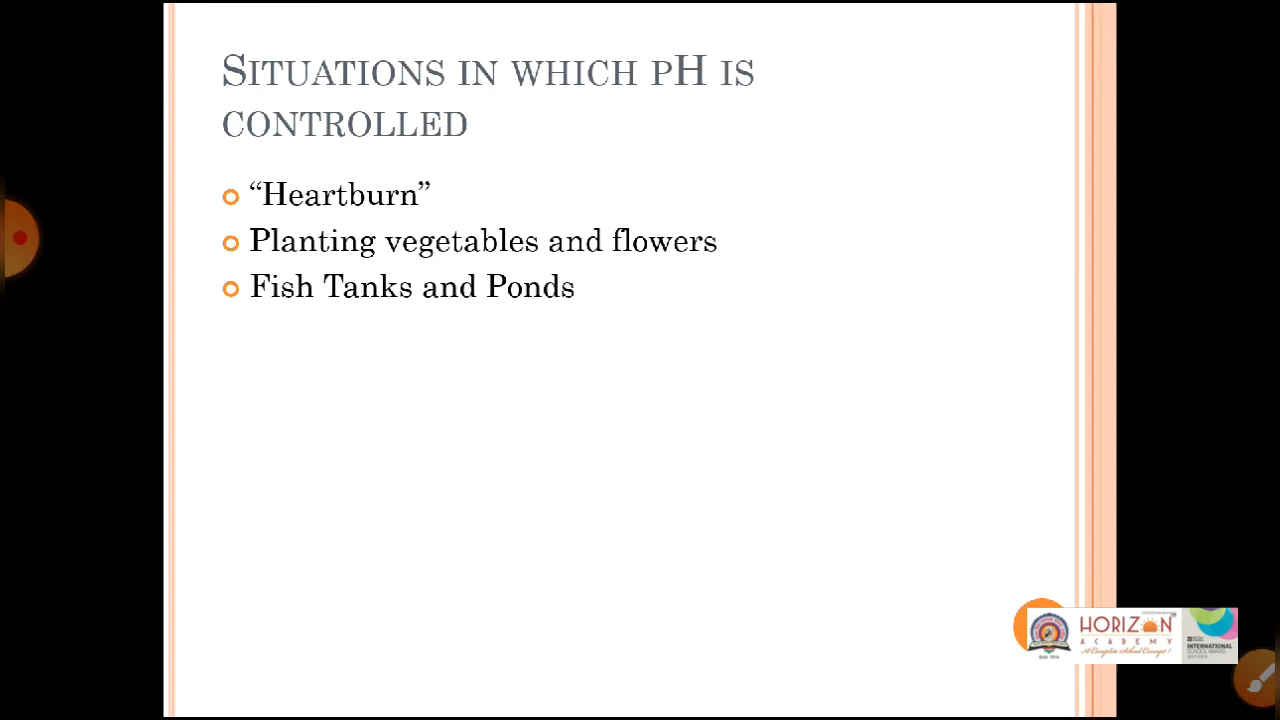 SITUATIONS IN WHICH PH IS
CONTROLLED
“Heartburn”
Planting vegetables and flowers
Fish Tanks and Ponds
HORIZON
ACADEMY
A Complete School Concept!
INTERNATIONAL
SCHOOL AWARD